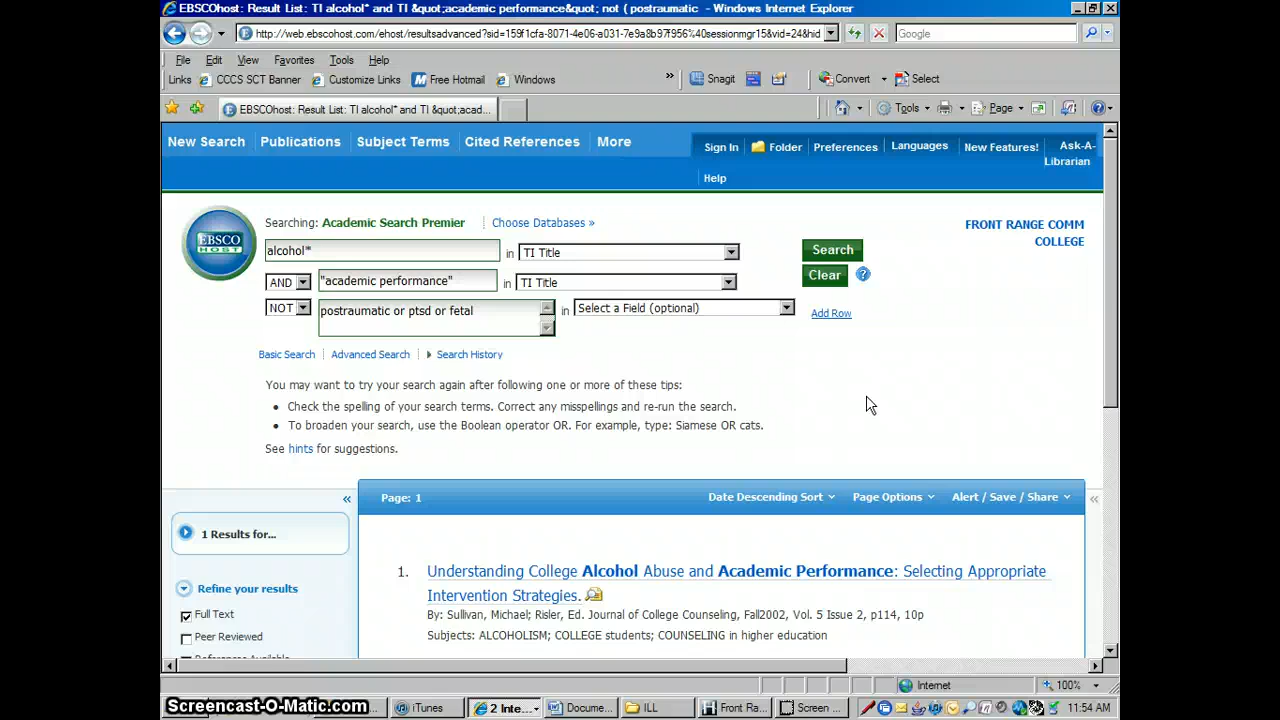 EBSCOhost: Result List: TI alcohol* and TI &quot;academic performance&quot; not ( postraumatic - Windows Internet Explorer
http://web.ebscohost.com/ehost/resultsadvanced?sid=159f1cfa-8071-4e06-a031-7e9a8b97f956%40sessionmgr15&vid=24&hid
Google
File Edit View Favorites Tools Help
Links CCCS SCT Banner Customize Links Free Hotmail Windows » Snagit Convert Select
EBSCOhost: Result List: TI alcohol* and TI &quot;acad... Tools Page
New Search Publications Subject Terms Cited References More
Sign In Folder Preferences Languages New Features! Ask-A-Librarian
Help
Searching: Academic Search Premier Choose Databases »
FRONT RANGE COMM COLLEGE
EBSCO HOST
alcohol* in TI Title Search
AND "academic performance" in TI Title Clear
NOT postraumatic or ptsd or fetal in Select a Field (optional) Add Row
Basic Search Advanced Search Search History
You may want to try your search again after following one or more of these tips:
• Check the spelling of your search terms. Correct any misspellings and re-run the search.
• To broaden your search, use the Boolean operator OR. For example, type: Siamese OR cats.
See hints for suggestions.
« Page: 1 Date Descending Sort Page Options Alert / Save / Share «
1 Results for...
1. Understanding College Alcohol Abuse and Academic Performance: Selecting Appropriate
Intervention Strategies.
By: Sullivan, Michael; Risler, Ed. Journal of College Counseling, Fall2002, Vol. 5 Issue 2, p114, 10p
Subjects: ALCOHOLISM; COLLEGE students; COUNSELING in higher education
Refine your results
Full Text
Peer Reviewed
Internet 100%
Screencast-O-Matic.com iTunes 2 Inte... Docume... ILL Front Ra... Screen ... 11:54 AM